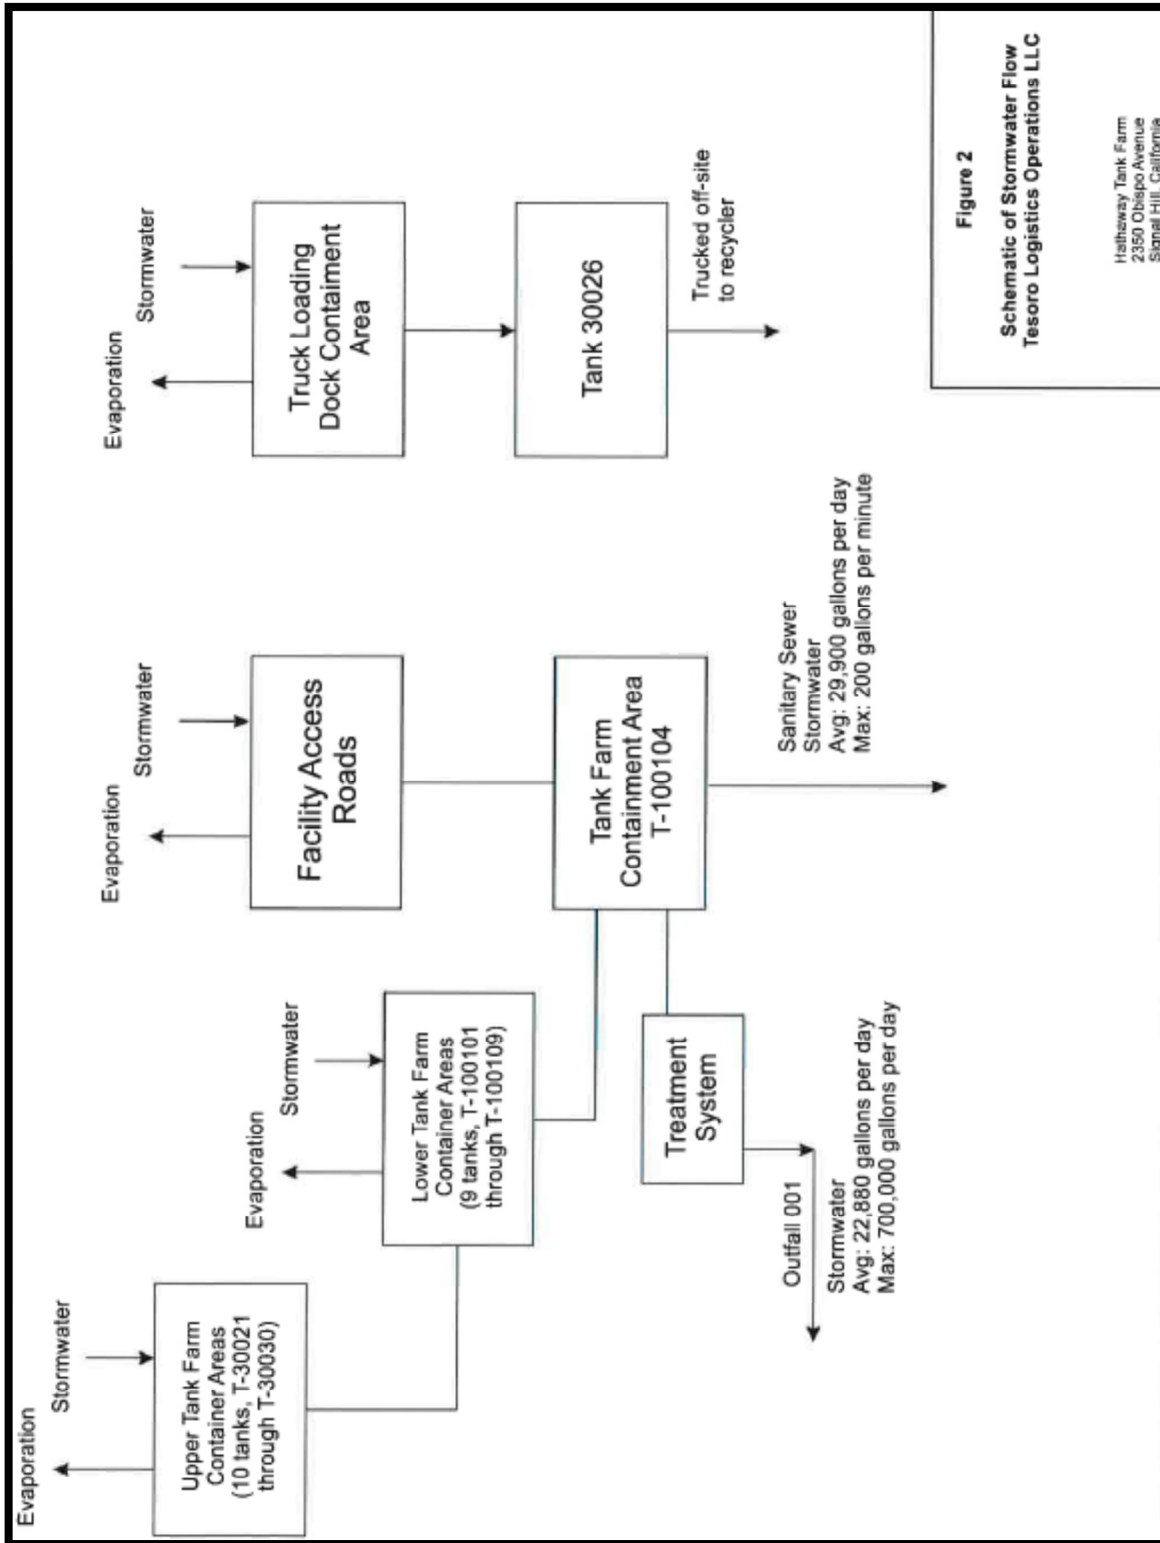 Evaporation
Stormwater
Upper Tank Farm
Container Areas
(10 tanks, T-30021
through T-30030)
Evaporation
Stormwater
Lower Tank Farm
Container Areas
(9 tanks, T-100101
through T-100109)
Evaporation
Stormwater
Facility Access
Roads
Evaporation
Stormwater
Truck Loading
Dock Contaiment
Area
Tank Farm
Containment Area
T-100104
Tank 30026
Treatment
System
Trucked off-site
to recycler
Sanitary Sewer
Stormwater
Avg: 29,900 gallons per day
Max: 200 gallons per minute
Outfall 001
Stormwater
Avg: 22,880 gallons per day
Max: 700,000 gallons per day
Figure 2
Schematic of Stormwater Flow
Tesoro Logistics Operations LLC
Hathaway Tank Farm
2350 Obispo Avenue
Signal Hill, California